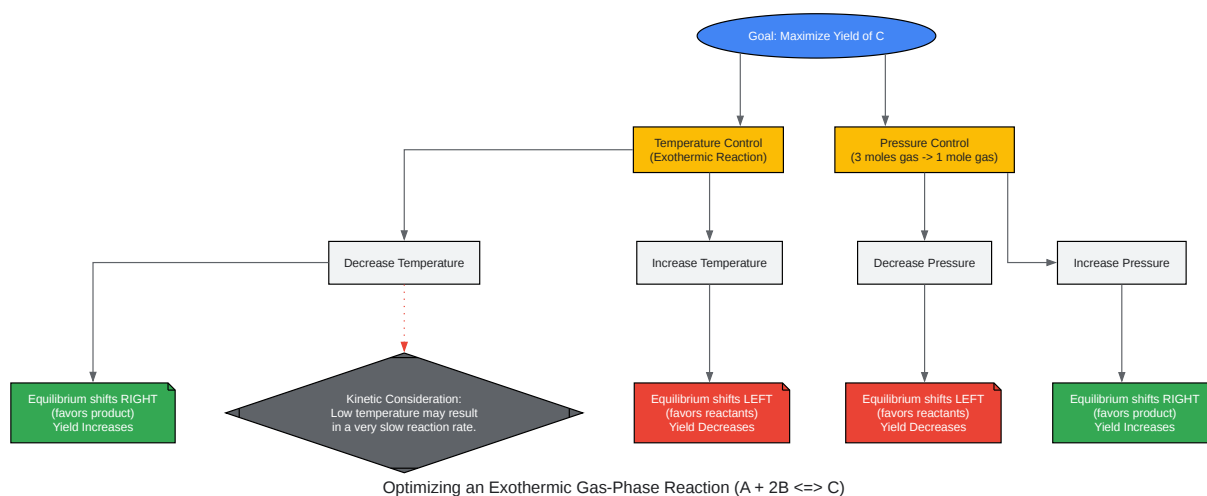 Goal: Maximize Yield of C
Temperature Control
(Exothermic Reaction)
Pressure Control
(3 moles gas -> 1 mole gas)
Decrease Temperature
Increase Temperature
Decrease Pressure
Increase Pressure
Equilibrium shifts RIGHT
(favors product)
Yield Increases
Kinetic Consideration:
Low temperature may result
in a very slow reaction rate.
Equilibrium shifts LEFT
(favors reactants)
Yield Decreases
Equilibrium shifts LEFT
(favors reactants)
Yield Decreases
Equilibrium shifts RIGHT
(favors product)
Yield Increases
Optimizing an Exothermic Gas-Phase Reaction (A + 2B <=> C)